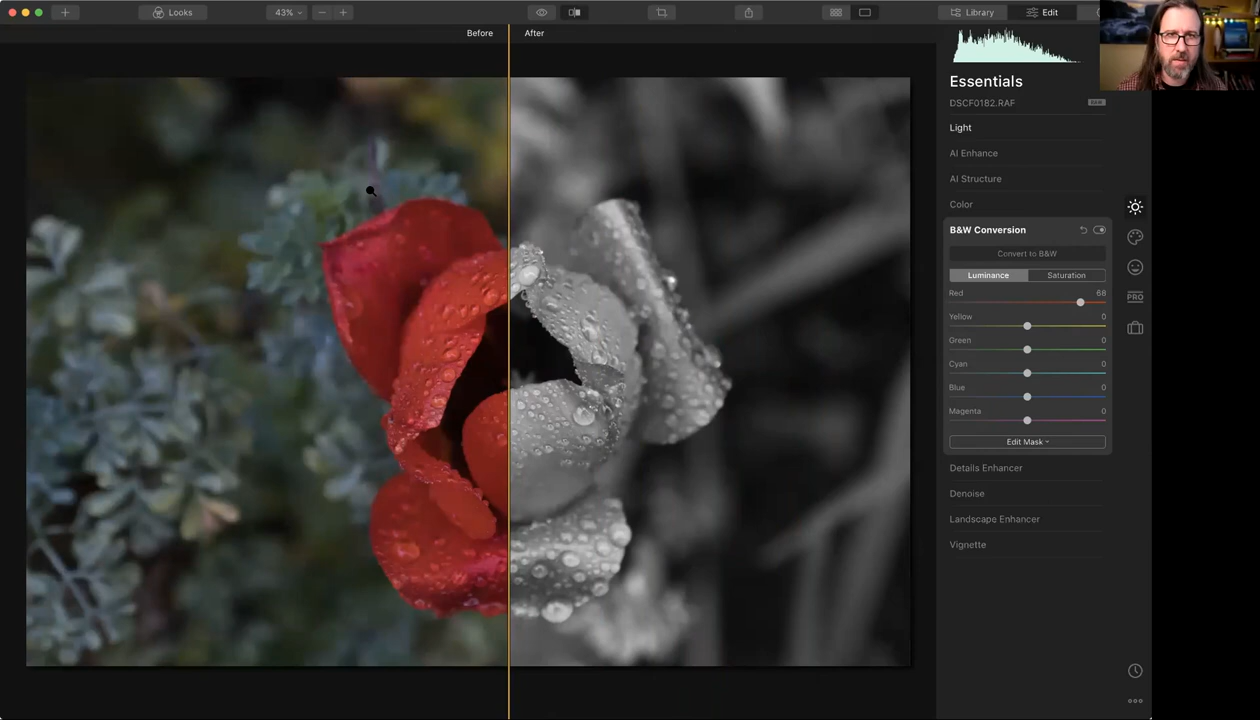 Looks
43%
Library
Edit
Before
After
Essentials
DSCF0182.RAF
B&W
Light
AI Enhance
AI Structure
Color
B&W Conversion
Convert to B&W
Luminance
Saturation
Red 68
Yellow 0
Green 0
Cyan 0
Blue 0
Magenta 0
Edit Mask
Details Enhancer
Denoise
Landscape Enhancer
Vignette
PRO